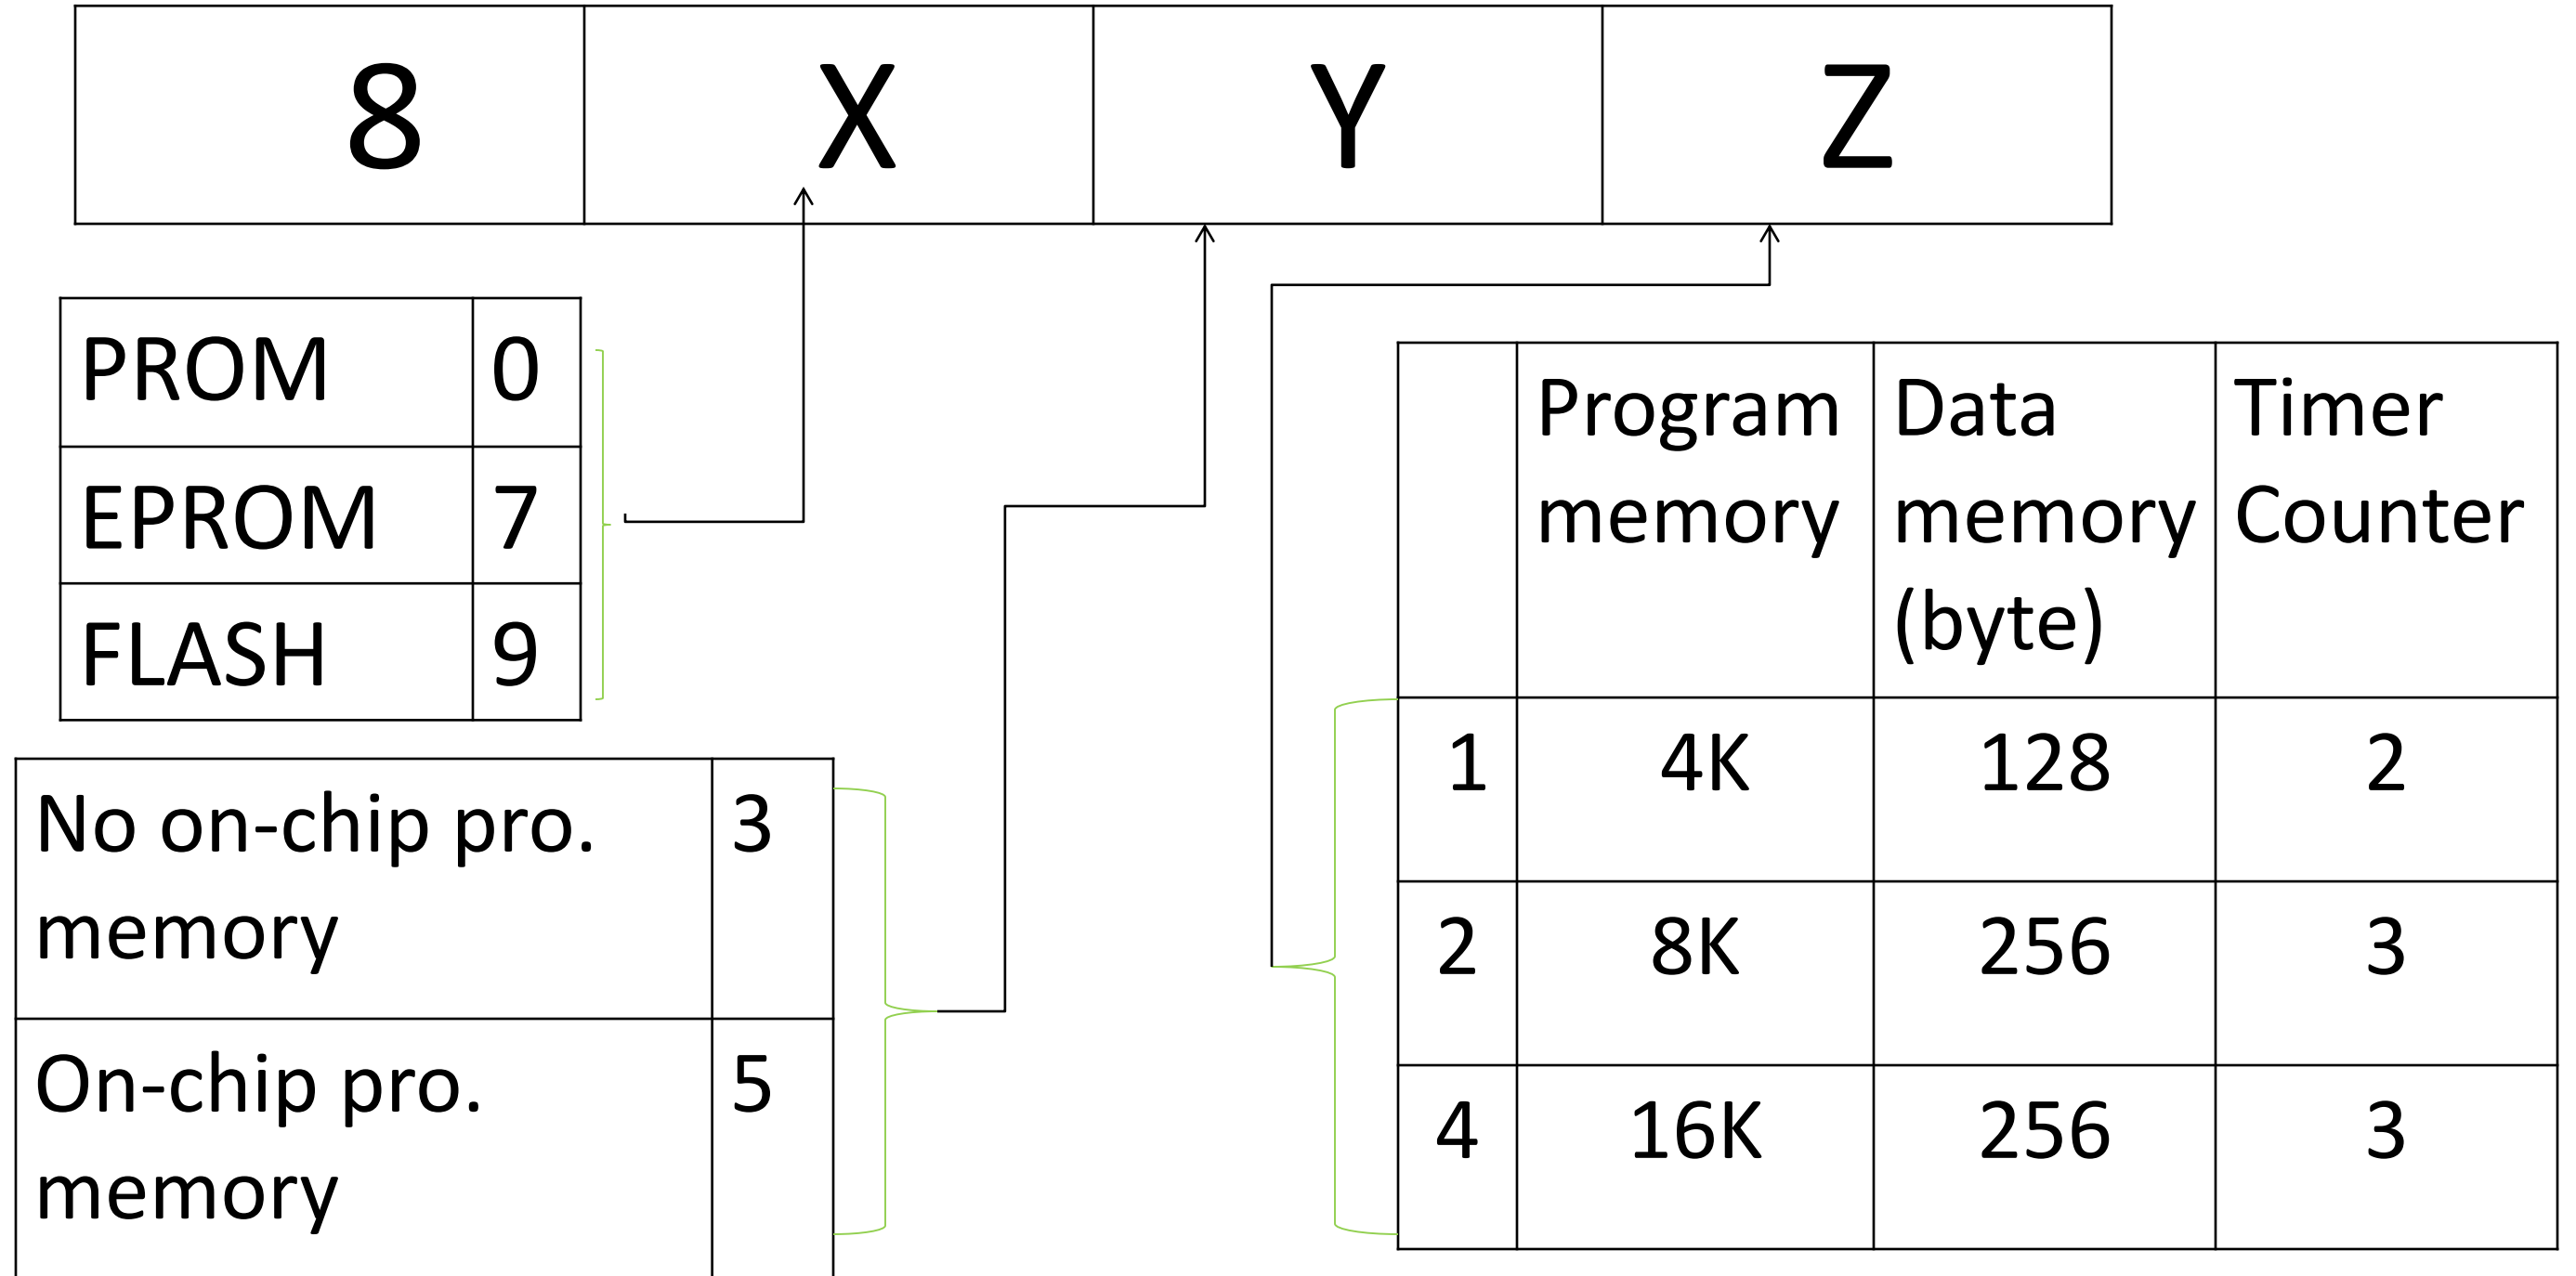 8 X Y Z
PROM 0
EPROM 7
FLASH 9
No on-chip pro. 3
memory
On-chip pro. 5
memory
Program Data Timer
memory memory Counter
(byte)
1 4K 128 2
2 8K 256 3
4 16K 256 3